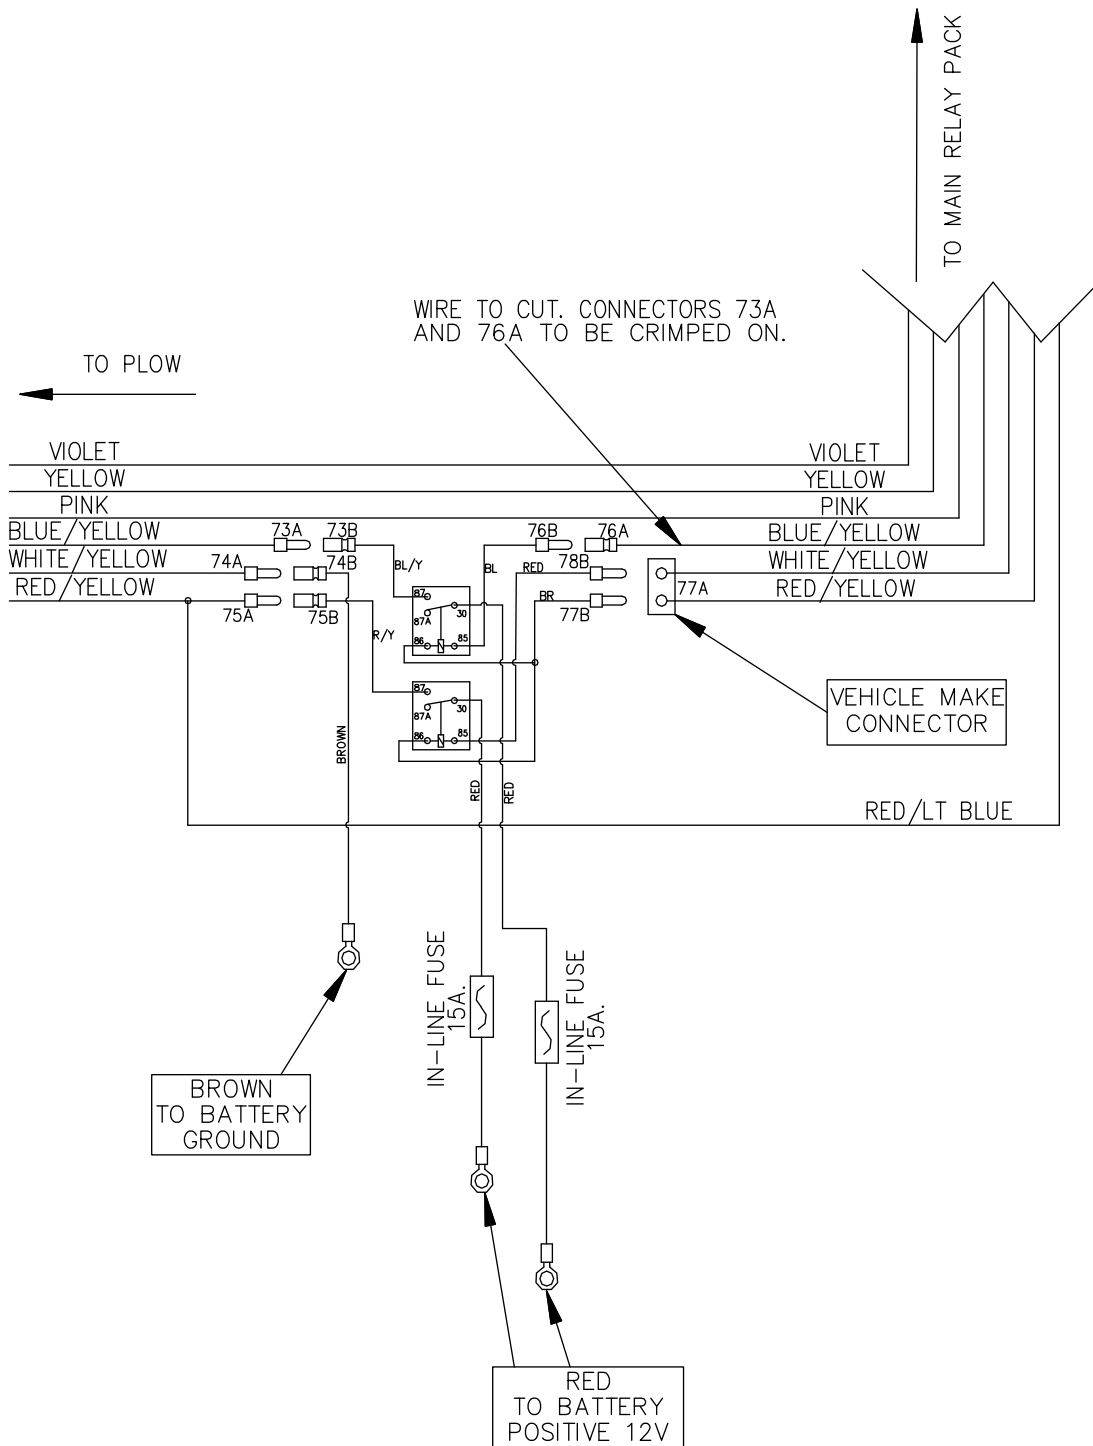 TO MAIN RELAY PACK
WIRE TO CUT. CONNECTORS 73A
AND 76A TO BE CRIMPED ON.
TO PLOW
VIOLET
VIOLET
YELLOW
YELLOW
PINK
PINK
BLUE/YELLOW
73A
73B
76B
76A
BLUE/YELLOW
WHITE/YELLOW
74A
74B
BL/Y
BL
RED
78B
WHITE/YELLOW
RED/YELLOW
75A
75B
R/Y
BR
77B
77A
RED/YELLOW
87
87A
30
86
85
87
87A
30
86
85
VEHICLE MAKE
CONNECTOR
BROWN
RED
RED
RED/LT BLUE
IN-LINE FUSE
15A.
IN-LINE FUSE
15A.
BROWN
TO BATTERY
GROUND
RED
TO BATTERY
POSITIVE 12V